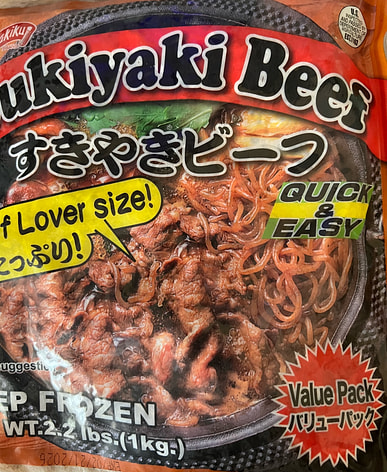 ukiyaki Beef
すきやきビーフ
QUICK
&
EASY
f Lover size!
っぷり!
Value Pack
バリューパック
EP FROZEN
WT.2.2 lbs.(1kg.)